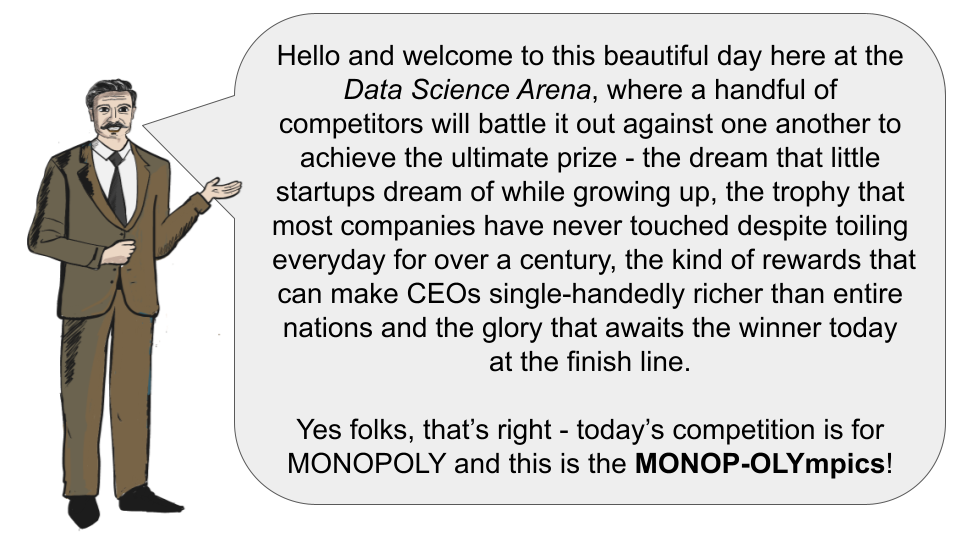 Hello and welcome to this beautiful day here at the
Data Science Arena, where a handful of
competitors will battle it out against one another to
achieve the ultimate prize - the dream that little
startups dream of while growing up, the trophy that
most companies have never touched despite toiling
everyday for over a century, the kind of rewards that
can make CEOs single-handedly richer than entire
nations and the glory that awaits the winner today
at the finish line.
Yes folks, that’s right - today’s competition is for
MONOPOLY and this is the MONOP-OLYmpics!